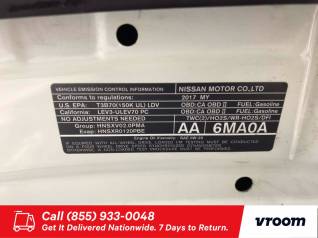 VEHICLE EMISSION CONTROL INFORMATION NISSAN MOTOR CO.,LTD
Conforms to regulations: 2017 MY
U.S. EPA: T3B70(150K UL) LDV OBD: CA OBD II FUEL: Gasoline
California: LEV3-ULEV70 PC OBD: CA OBD II FUEL: Gasoline
NO ADJUSTMENTS NEEDED TWC(2)/HO2S/WR-HO2S/DFI
Group: HNSXV02.0PMA AA 6MA0A
Evap: HNSXR0120PBE
Call (855) 933-0048 vroom
Get It Delivered Nationwide. 7 Days to Return.